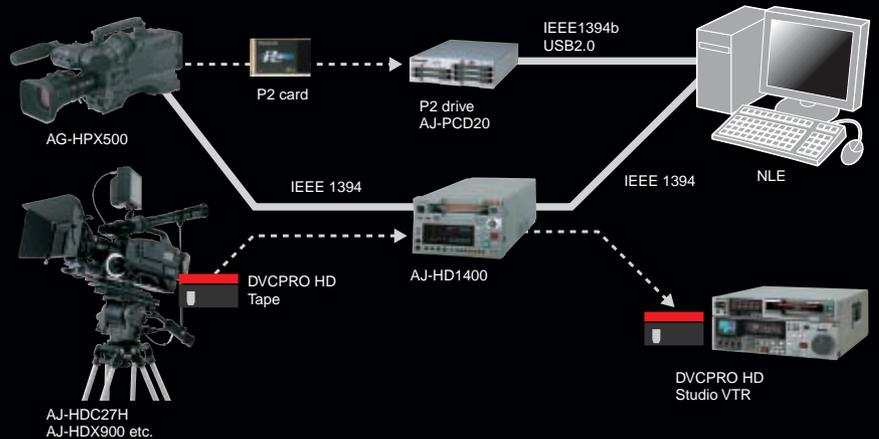 IEEE1394b
USB2.0
P2 card
P2 drive
AJ-PCD20
AG-HPX500
NLE
IEEE 1394
IEEE 1394
DVCPRO HD
Tape
AJ-HD1400
DVCPRO HD
Studio VTR
AJ-HDC27H
AJ-HDX900 etc.